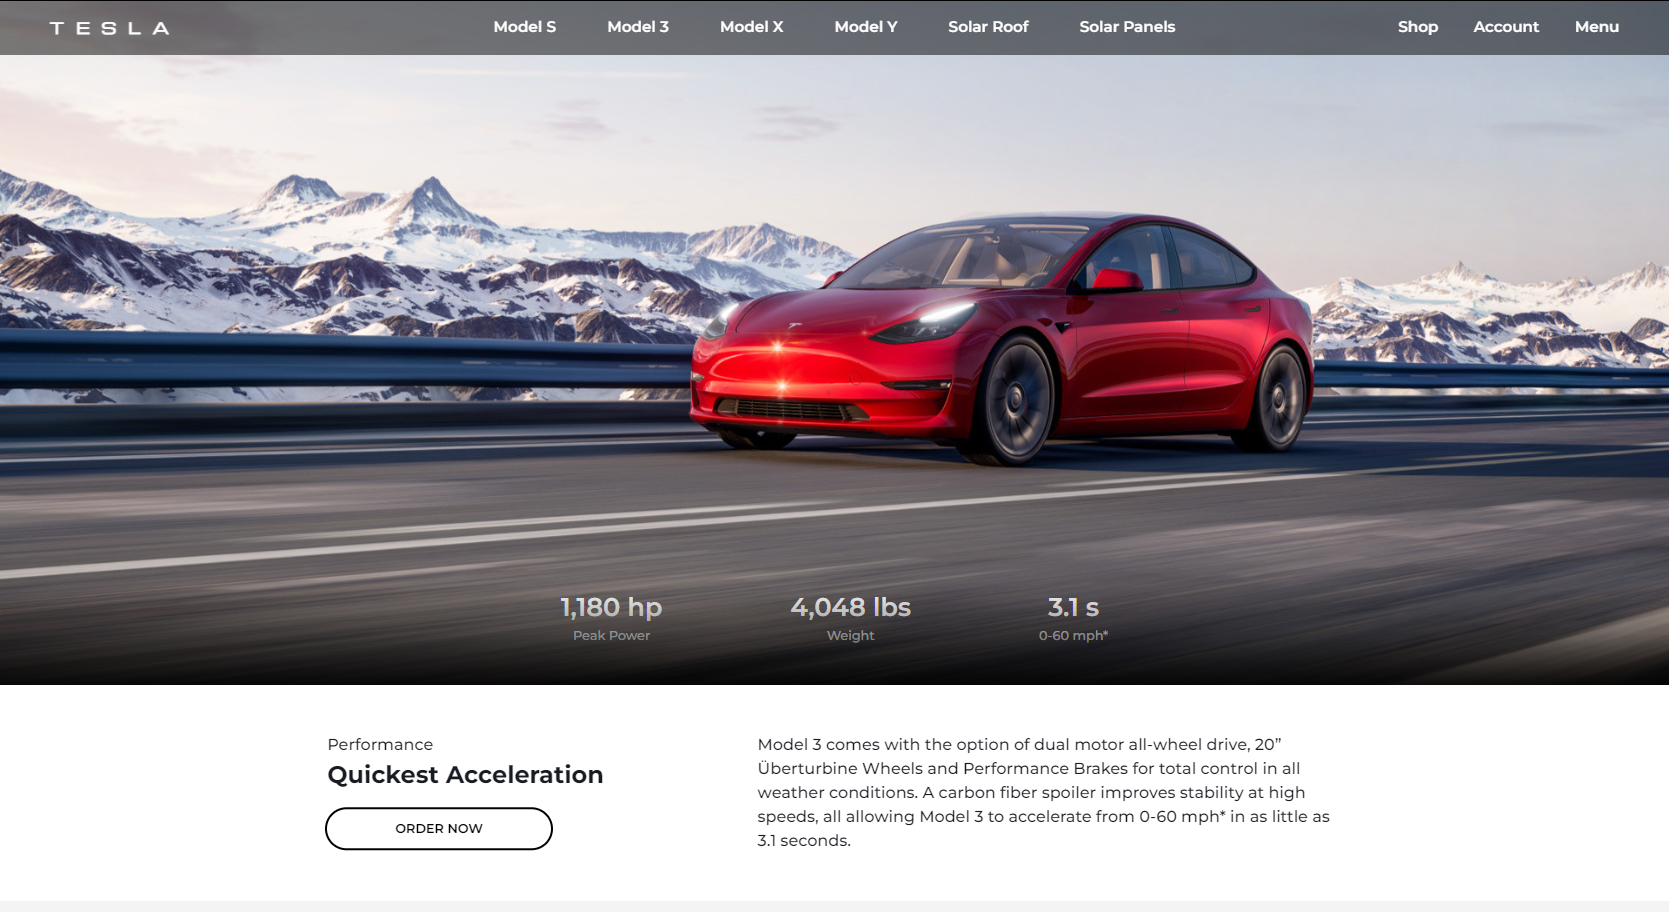 TESLA
Model S Model 3 Model X Model Y Solar Roof Solar Panels
Shop Account Menu
1,180 hp 4,048 lbs 3.1 s
Peak Power Weight 0-60 mph*
Performance
Quickest Acceleration
ORDER NOW
Model 3 comes with the option of dual motor all-wheel drive, 20”
Überturbine Wheels and Performance Brakes for total control in all
weather conditions. A carbon fiber spoiler improves stability at high
speeds, all allowing Model 3 to accelerate from 0-60 mph* in as little as
3.1 seconds.